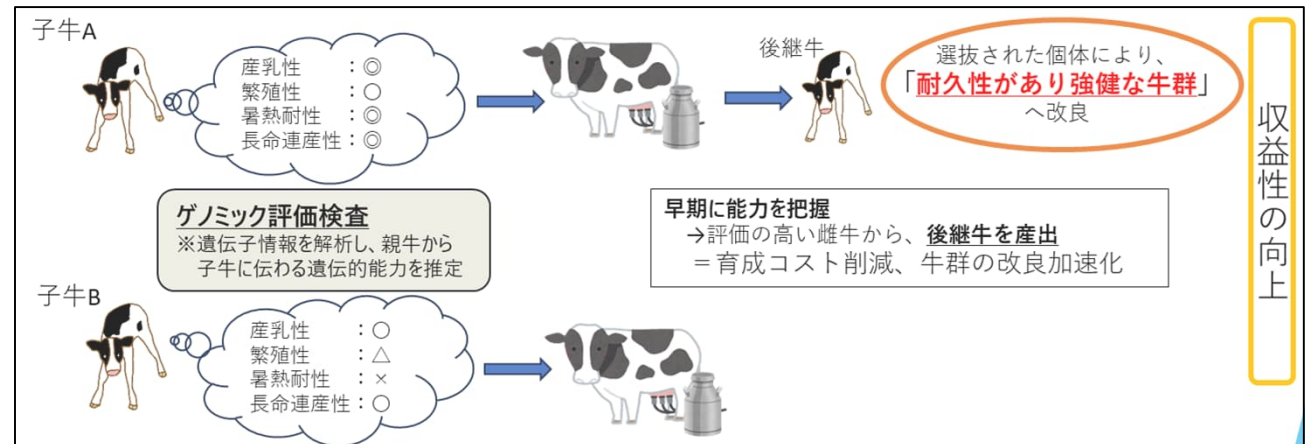 子牛A
産乳性　　：◎
繁殖性　　：○
暑熱耐性　：◎
長命連産性：◎
後継牛
選抜された個体により、
「耐久性があり強健な牛群」
へ改良
ゲノミック評価検査
※遺伝子情報を解析し、親牛から
子牛に伝わる遺伝的能力を推定
早期に能力を把握
→評価の高い雌牛から、後継牛を産出
＝育成コスト削減、牛群の改良加速化
子牛B
産乳性　　：○
繁殖性　　：△
暑熱耐性　：×
長命連産性：○
収益性の向上